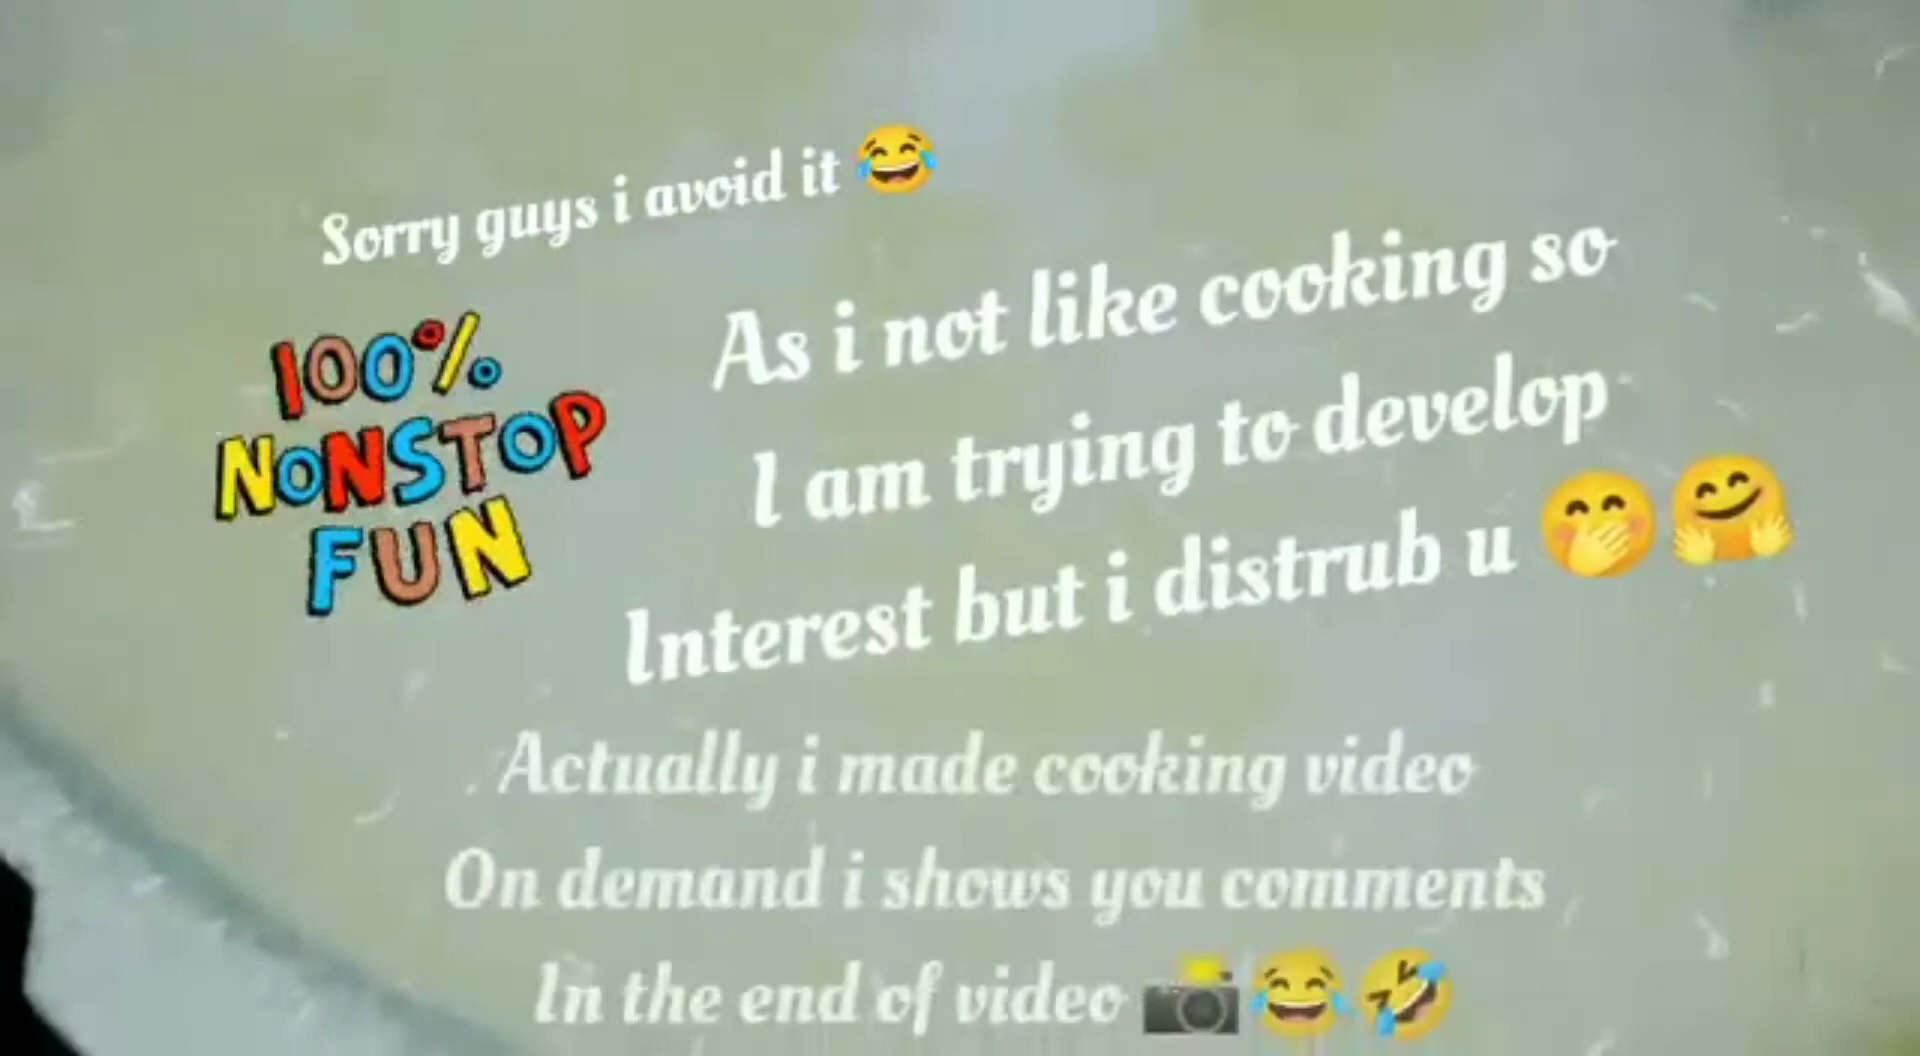 Sorry guys i avoid it 😂
100%
NONSTOP
FUN
As i not like cooking so
I am trying to develop
Interest but i distrub u 🤭🤗
. Actually i made cooking video
On demand i shows you comments
In the end of video 📸😂🤣